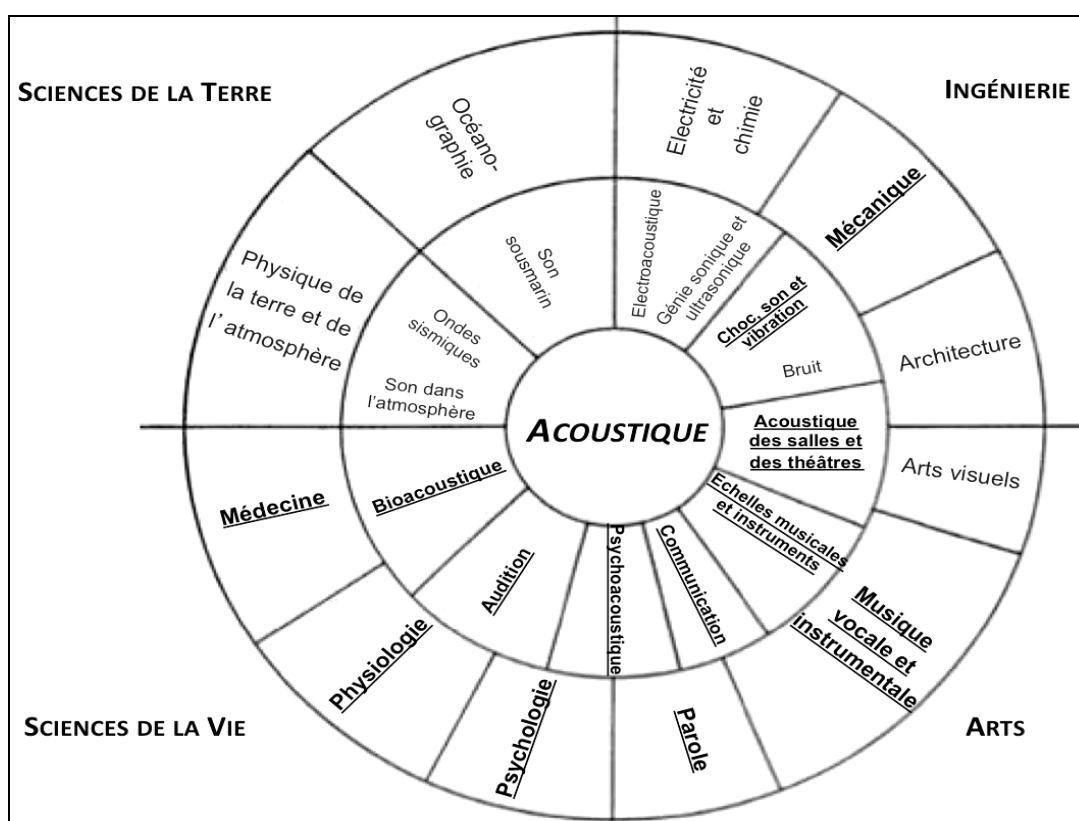 SCIENCES DE LA TERRE
INGÉNIERIE
Océano-
graphie
Electricité
et
chimie
Mécanique
Physique de
la terre et de
l' atmosphère
Architecture
Son
sousmarin
Electroacoustique
Génie sonique et
ultrasonique
Choc, son et
vibration
Bruit
Ondes
sismiques
Son dans
l'atmosphère
ACOUSTIQUE
Acoustique
des salles et
des théâtres
Arts visuels
Médecine
Bioacoustique
Echelles musicales
et instruments
Audition
Psychoacoustique
Communication
Musique
vocale et
instrumentale
Physiologie
Psychologie
Parole
SCIENCES DE LA VIE
ARTS